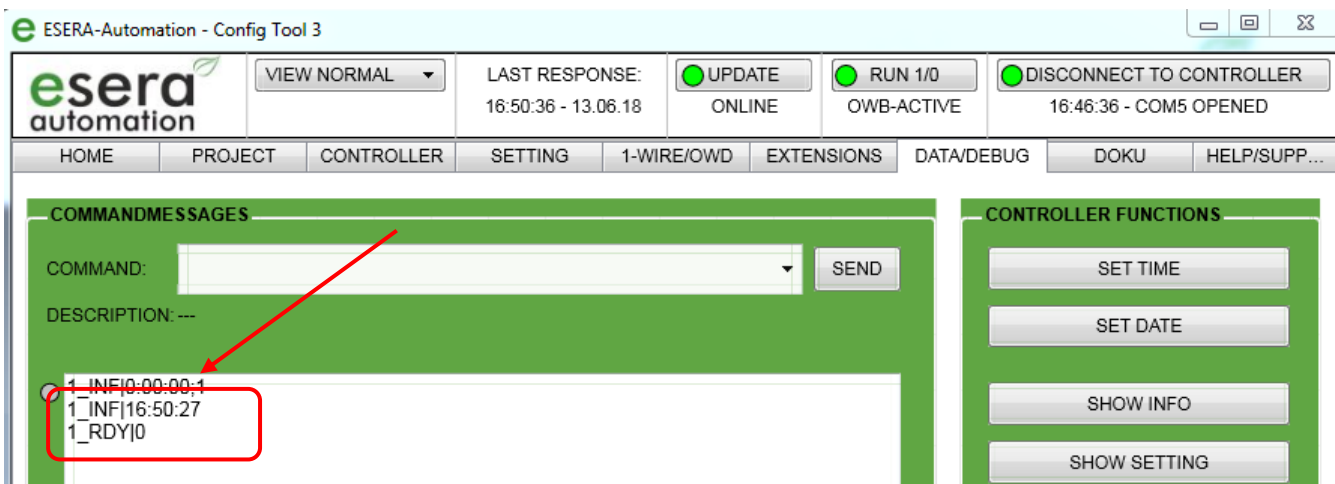 ESERA-Automation - Config Tool 3
esera
automation
VIEW NORMAL
LAST RESPONSE:
16:50:36 - 13.06.18
UPDATE
ONLINE
RUN 1/0
OWB-ACTIVE
DISCONNECT TO CONTROLLER
16:46:36 - COM5 OPENED
HOME PROJECT CONTROLLER SETTING 1-WIRE/OWD EXTENSIONS DATA/DEBUG DOKU HELP/SUPP...
COMMANDMESSAGES
COMMAND:
SEND
DESCRIPTION: ---
1_INF|0:00:00;1
1_INF|16:50:27
1_RDY|0
CONTROLLER FUNCTIONS
SET TIME
SET DATE
SHOW INFO
SHOW SETTING